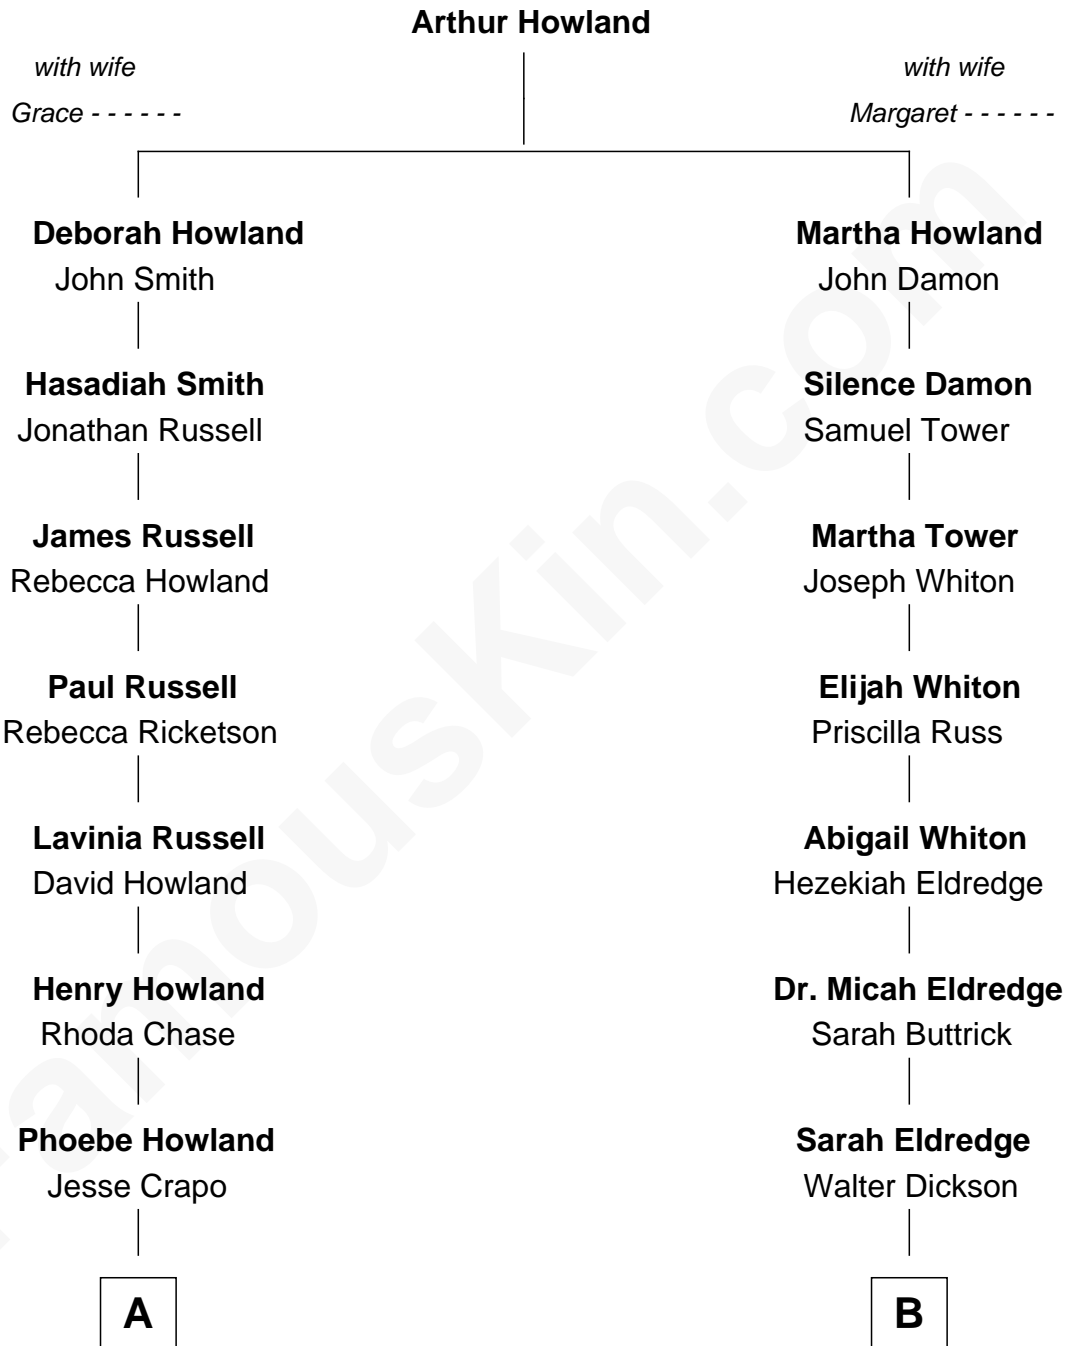 Arthur Howland
with wife
Grace - - - - - -
with wife
Margaret - - - - - -
Deborah Howland
John Smith
Martha Howland
John Damon
Hasadiah Smith
Jonathan Russell
Silence Damon
Samuel Tower
James Russell
Rebecca Howland
Martha Tower
Joseph Whiton
Paul Russell
Rebecca Ricketson
Elijah Whiton
Priscilla Russ
Lavinia Russell
David Howland
Abigail Whiton
Hezekiah Eldredge
Henry Howland
Rhoda Chase
Dr. Micah Eldredge
Sarah Buttrick
Phoebe Howland
Jesse Crapo
Sarah Eldredge
Walter Dickson
A
B
FamousKin.com